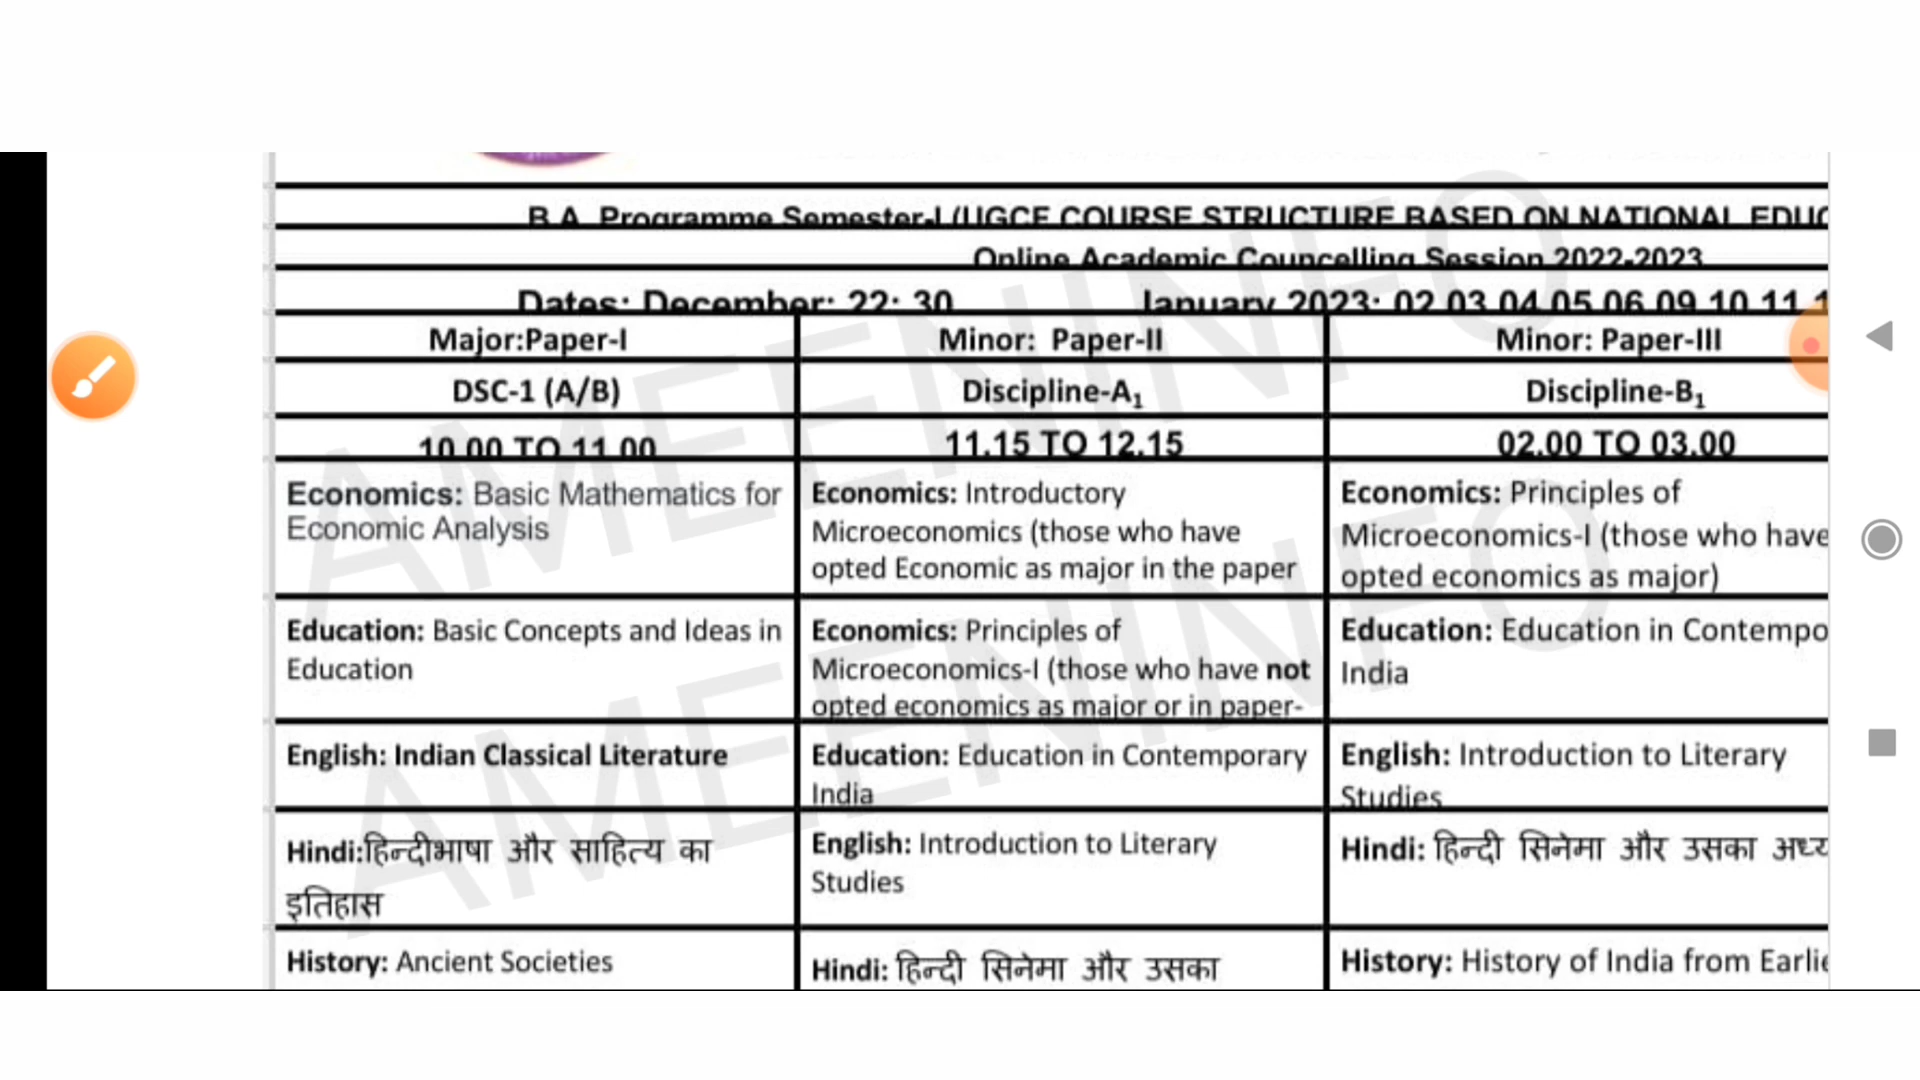 B.A. Programme Semester-I (UGCF COURSE STRUCTURE BASED ON NATIONAL EDUC
Online Academic Councelling Session 2022-2023
Dates: December: 22: 30 January 2023: 02,03,04,05,06,09,10,11,1
Major:Paper-I Minor: Paper-II Minor: Paper-III
DSC-1 (A/B) Discipline-A₁ Discipline-B₁
10.00 TO 11.00 11.15 TO 12.15 02.00 TO 03.00
Economics: Basic Mathematics for
Economic Analysis
Economics: Introductory
Microeconomics (those who have
opted Economic as major in the paper
Economics: Principles of
Microeconomics-I (those who have
opted economics as major)
Education: Basic Concepts and Ideas in
Education
Economics: Principles of
Microeconomics-I (those who have not
opted economics as major or in paper-
Education: Education in Contempo
India
English: Indian Classical Literature
Education: Education in Contemporary
India
English: Introduction to Literary
Studies
Hindi:हिन्दीभाषा और साहित्य का
इतिहास
English: Introduction to Literary
Studies
Hindi: हिन्दी सिनेमा और उसका अध्य
History: Ancient Societies
Hindi: हिन्दी सिनेमा और उसका
History: History of India from Earlie
AMEENINFO
AMEENINFO